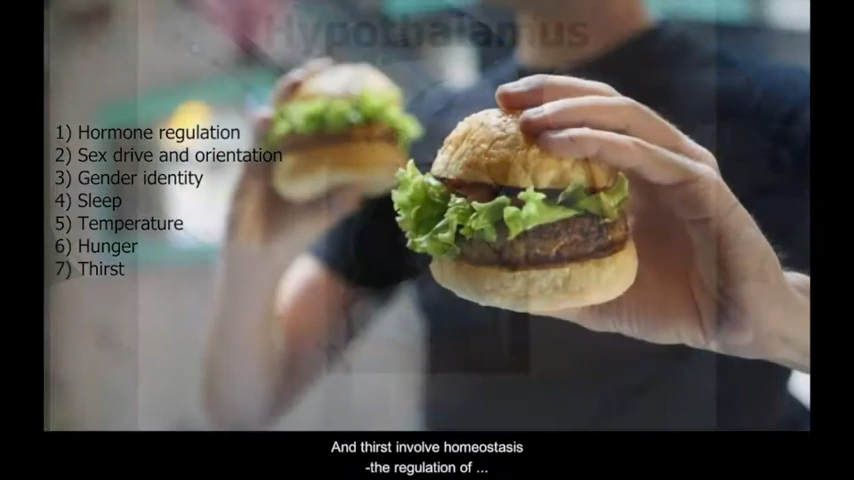 Hypothalamus
1) Hormone regulation
2) Sex drive and orientation
3) Gender identity
4) Sleep
5) Temperature
6) Hunger
7) Thirst
And thirst involve homeostasis
-the regulation of ...